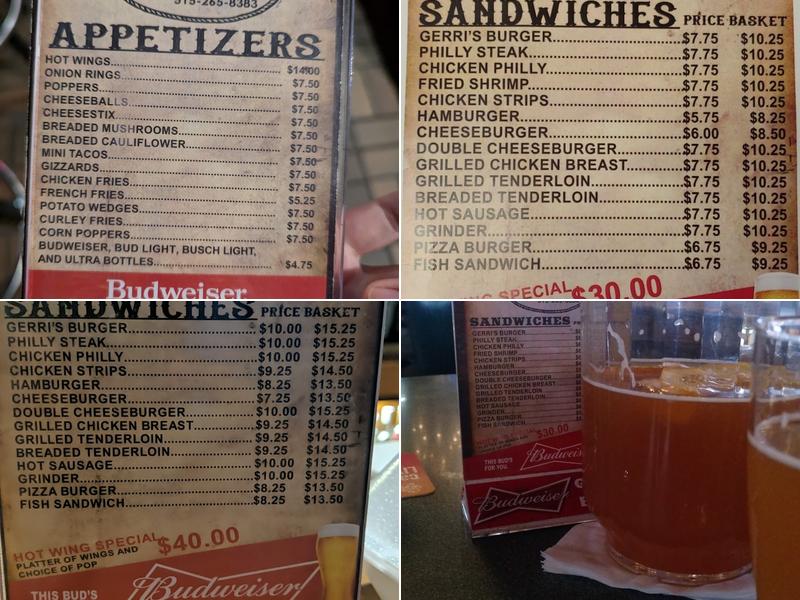 515-265-8383
APPETIZERS
HOT WINGS $14.00
ONION RINGS $7.50
POPPERS $7.50
CHEESEBALLS $7.50
CHEESESTIX $7.50
BREADED MUSHROOMS $7.50
BREADED CAULIFLOWER $7.50
MINI TACOS $7.50
GIZZARDS $7.50
CHICKEN FRIES $7.50
FRENCH FRIES $5.25
POTATO WEDGES $7.50
CURLEY FRIES $7.50
CORN POPPERS $7.50
BUDWEISER, BUD LIGHT, BUSCH LIGHT,
AND ULTRA BOTTLES $4.75
Budweiser
SANDWICHES PRICE BASKET
GERRI'S BURGER $7.75 $10.25
PHILLY STEAK $7.75 $10.25
CHICKEN PHILLY $7.75 $10.25
FRIED SHRIMP $7.75 $10.25
CHICKEN STRIPS $7.75 $10.25
HAMBURGER $5.75 $8.25
CHEESEBURGER $6.00 $8.50
DOUBLE CHEESEBURGER $7.75 $10.25
GRILLED CHICKEN BREAST $7.75 $10.25
GRILLED TENDERLOIN $7.75 $10.25
BREADED TENDERLOIN $7.75 $10.25
HOT SAUSAGE $7.75 $10.25
GRINDER $7.75 $10.25
PIZZA BURGER $6.75 $9.25
FISH SANDWICH $6.75 $9.25
SPECIAL $30.00
SANDWICHES PRICE BASKET
GERRI'S BURGER $10.00 $15.25
PHILLY STEAK $10.00 $15.25
CHICKEN PHILLY $10.00 $15.25
CHICKEN STRIPS $9.25 $14.50
HAMBURGER $8.25 $13.50
CHEESEBURGER $7.25 $13.50
DOUBLE CHEESEBURGER $10.00 $15.25
GRILLED CHICKEN BREAST $9.25 $14.50
GRILLED TENDERLOIN $9.25 $14.50
BREADED TENDERLOIN $9.25 $14.50
HOT SAUSAGE $10.00 $15.25
GRINDER $10.00 $15.25
PIZZA BURGER $8.25 $13.50
FISH SANDWICH $8.25 $13.50
HOT WING SPECIAL $40.00
PLATTER OF WINGS AND
CHOICE OF POP
THIS BUD'S
Budweiser
SANDWICHES
GERRI'S BURGER
PHILLY STEAK
CHICKEN PHILLY
FRIED SHRIMP
CHICKEN STRIPS
HAMBURGER
CHEESEBURGER
DOUBLE CHEESEBURGER
GRILLED CHICKEN BREAST
GRILLED TENDERLOIN
BREADED TENDERLOIN
HOT SAUSAGE
GRINDER
PIZZA BURGER
FISH SANDWICH
$30.00
THIS BUD'S
FOR YOU.
Budweiser
Budweiser